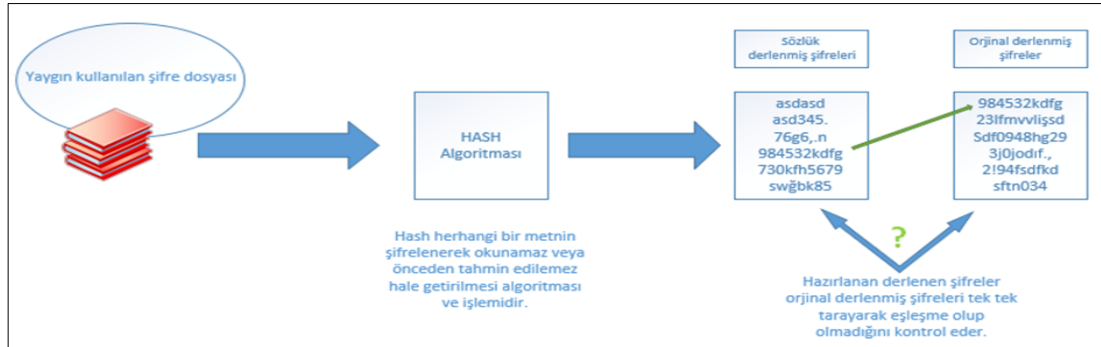 Yaygın kullanılan şifre dosyası
HASH
Algoritması
Hash herhangi bir metnin
şifrelenerek okunamaz veya
önceden tahmin edilemez
hale getirilmesi algoritması
ve işlemidir.
Sözlük
derlenmiş şifreleri
asdasd
asd345.
76g6,.n
984532kdfg
730kfh5679
swğbk85
Orjinal derlenmiş
şifreler
984532kdfg
23lfmvvlişsd
Sdf0948hg29
3j0jodıf.,
2!94fsdfkd
sftn034
?
Hazırlanan derlenen şifreler
orjinal derlenmiş şifreleri tek tek
tarayarak eşleşme olup
olmadığını kontrol eder.